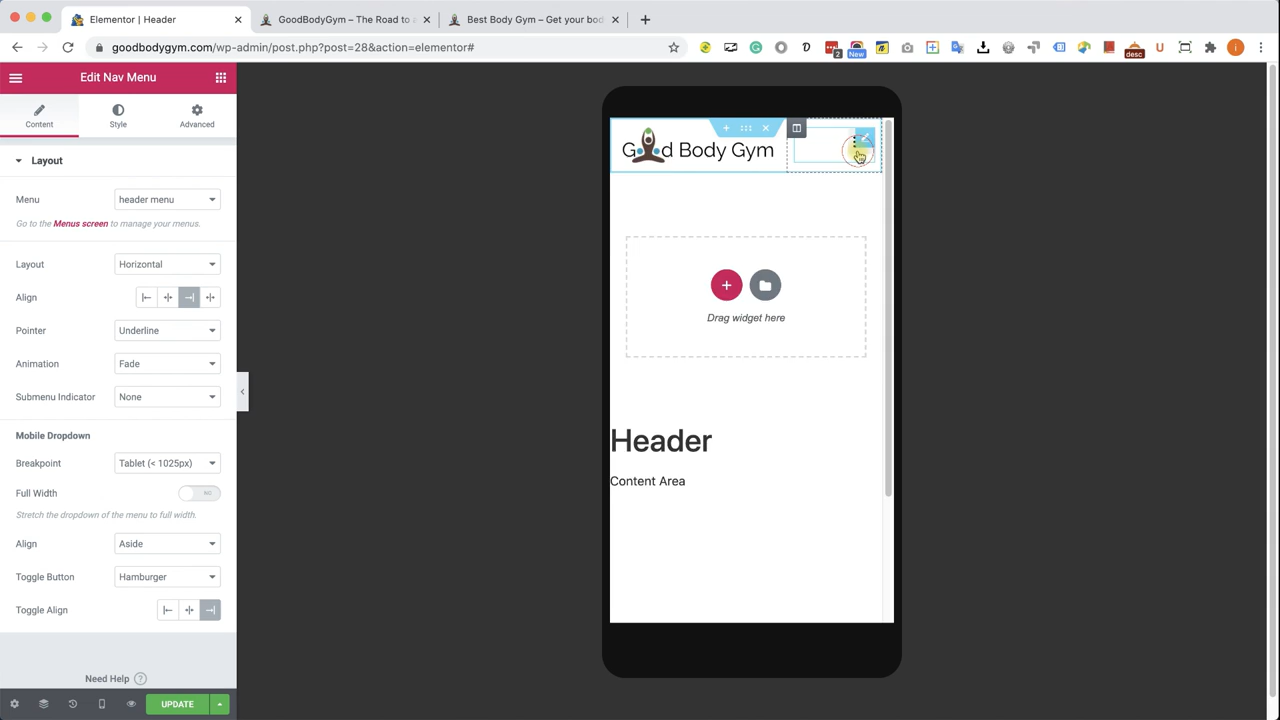 Elementor | Header
GoodBodyGym – The Road to a
Best Body Gym – Get your bod
goodbodygym.com/wp-admin/post.php?post=28&action=elementor#
2
New
desc
i
Edit Nav Menu
Content
Style
Advanced
Layout
Menu
header menu
Go to the Menus screen to manage your menus.
Layout
Horizontal
Align
Pointer
Underline
Animation
Fade
Submenu Indicator
None
Mobile Dropdown
Breakpoint
Tablet (< 1025px)
Full Width
NO
Stretch the dropdown of the menu to full width.
Align
Aside
Toggle Button
Hamburger
Toggle Align
Need Help
UPDATE
Good Body Gym
Drag widget here
Header
Content Area